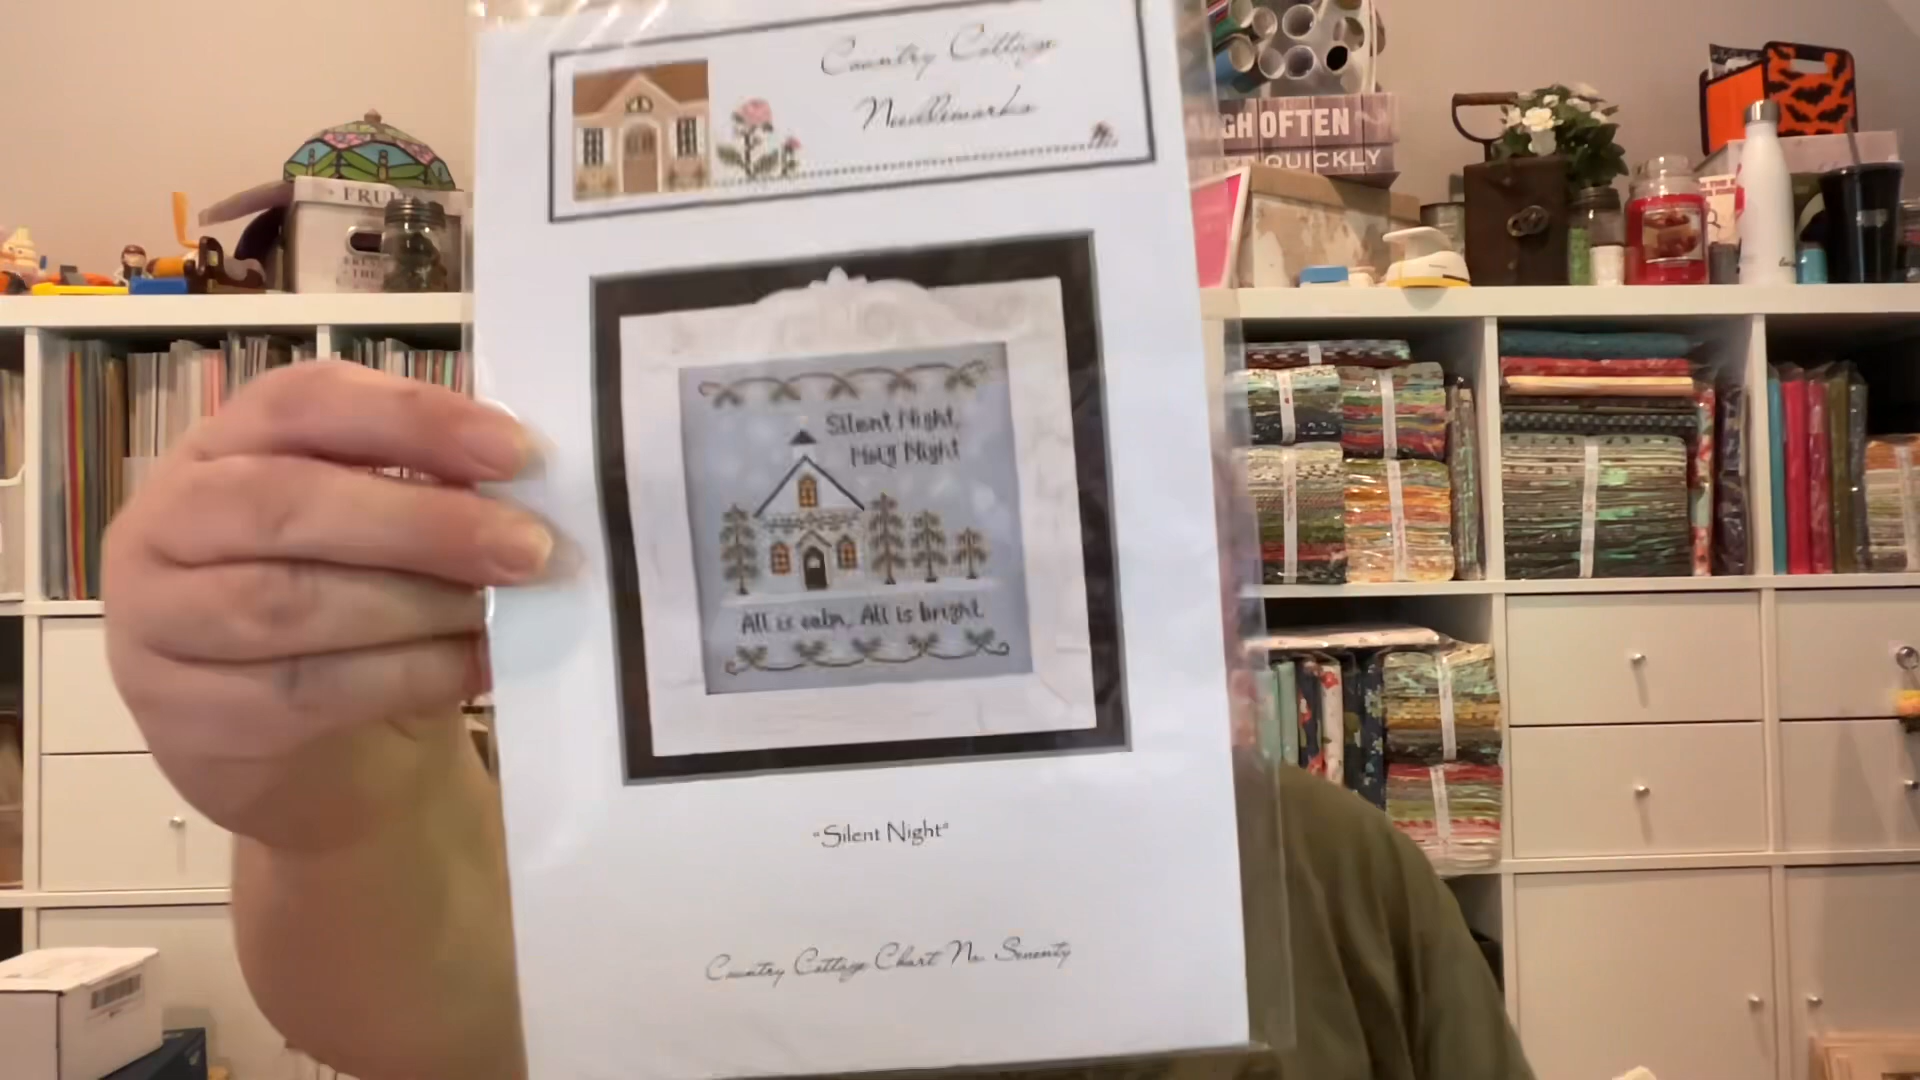 Country Cottage
Needleworks
Silent Night,
Holy Night
All is calm, All is bright
"Silent Night"
Country Cottage Chart No. Seventy
UGH OFTEN
QUICKLY
FRUI